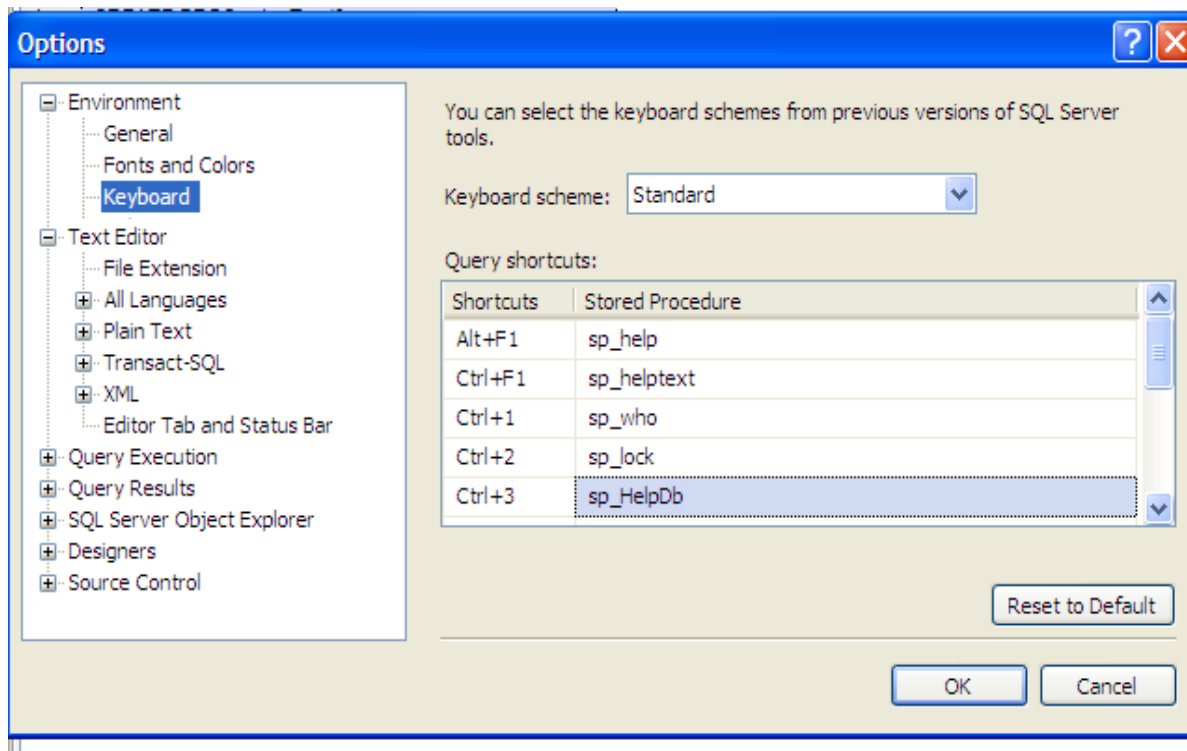 Options
Environment
General
Fonts and Colors
Keyboard
Text Editor
File Extension
All Languages
Plain Text
Transact-SQL
XML
Editor Tab and Status Bar
Query Execution
Query Results
SQL Server Object Explorer
Designers
Source Control
You can select the keyboard schemes from previous versions of SQL Server
tools.
Keyboard scheme: Standard
Query shortcuts:
Shortcuts Stored Procedure
Alt+F1 sp_help
Ctrl+F1 sp_helptext
Ctrl+1 sp_who
Ctrl+2 sp_lock
Ctrl+3 sp_HelpDb
Reset to Default
OK Cancel